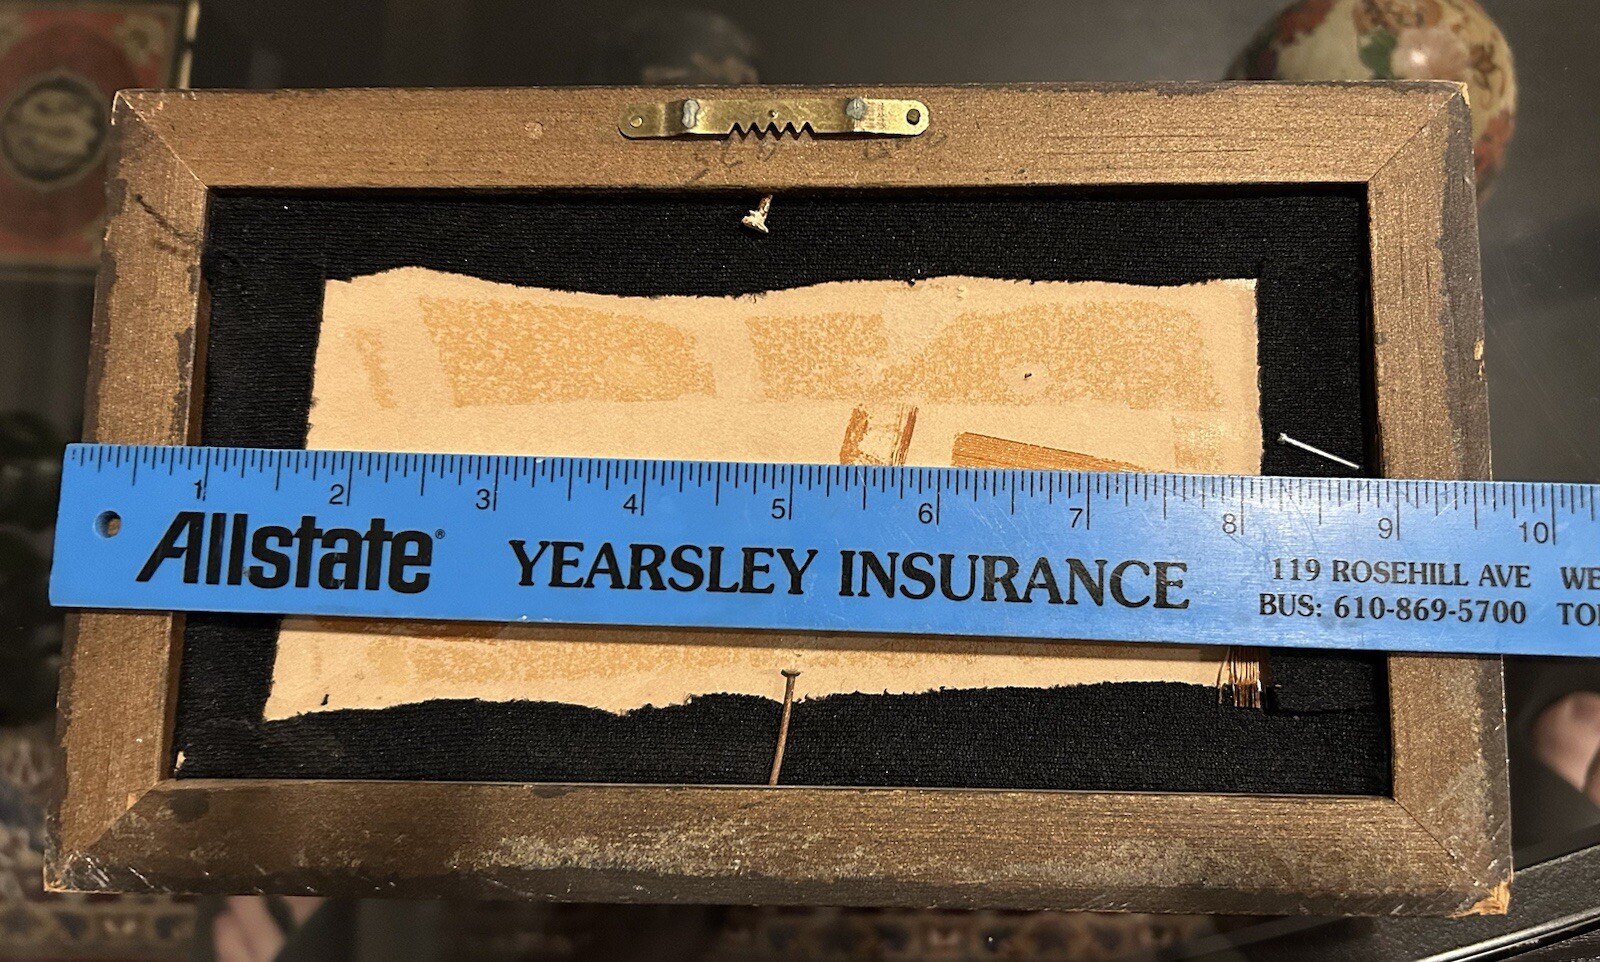 1 2 3 4 5 6 7 8 9 10
Allstate®
YEARSLEY INSURANCE
119 ROSEHILL AVE WE
BUS: 610-869-5700